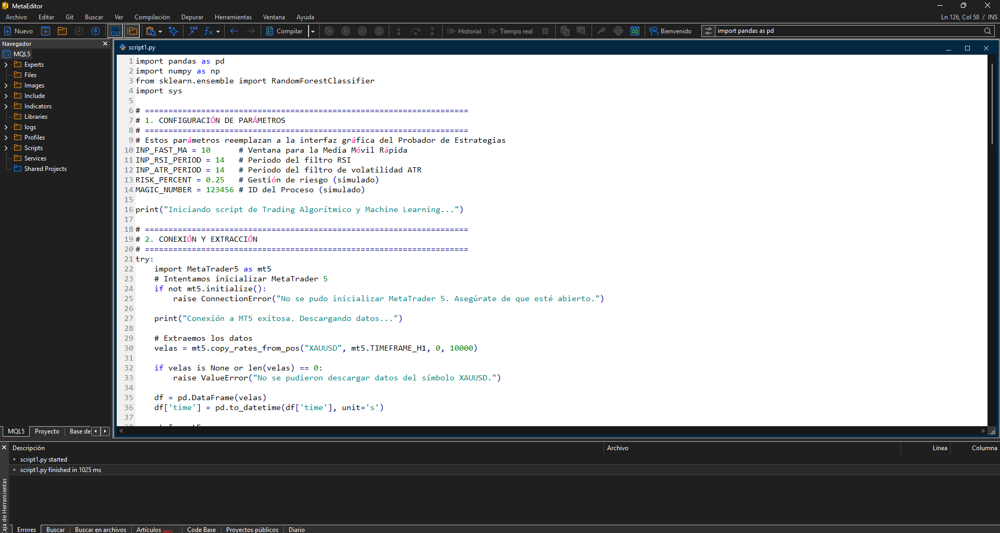 MetaEditor
Archivo Editar Git Buscar Ver Compilación Depurar Herramientas Ventana Ayuda
Ln 126, Col 58 / INS
Nuevo VAR Compilar Historial Tiempo real Bienvenido import pandas as pd
Navegador
MQL5
Experts
Files
Images
Include
Indicators
Libraries
logs
Profiles
Scripts
Services
Shared Projects
MQL5 Proyecto Base de
script1.py
1 import pandas as pd
2 import numpy as np
3 from sklearn.ensemble import RandomForestClassifier
4 import sys
5
6 # =====================================================================
7 # 1. CONFIGURACIÓN DE PARÁMETROS
8 # =====================================================================
9 # Estos parámetros reemplazan a la interfaz gráfica del Probador de Estrategias
10 INP_FAST_MA = 10      # Ventana para la Media Móvil Rápida
11 INP_RSI_PERIOD = 14   # Periodo del filtro RSI
12 INP_ATR_PERIOD = 14   # Periodo del filtro de volatilidad ATR
13 RISK_PERCENT = 0.25   # Gestión de riesgo (simulado)
14 MAGIC_NUMBER = 123456 # ID del Proceso (simulado)
15
16 print("Iniciando script de Trading Algorítmico y Machine Learning...")
17
18 # =====================================================================
19 # 2. CONEXIÓN Y EXTRACCIÓN
20 # =====================================================================
21 try:
22     import MetaTrader5 as mt5
23     # Intentamos inicializar MetaTrader 5
24     if not mt5.initialize():
25         raise ConnectionError("No se pudo inicializar MetaTrader 5. Asegúrate de que esté abierto.")
26
27     print("Conexión a MT5 exitosa. Descargando datos...")
28
29     # Extraemos los datos
30     velas = mt5.copy_rates_from_pos("XAUUSD", mt5.TIMEFRAME_H1, 0, 10000)
31
32     if velas is None or len(velas) == 0:
33         raise ValueError("No se pudieron descargar datos del símbolo XAUUSD.")
34
35     df = pd.DataFrame(velas)
36     df['time'] = pd.to_datetime(df['time'], unit='s')
37
Descripción Archivo Línea Columna
script1.py started
script1.py finished in 1025 ms
Caja de Herramientas
Errores Buscar Buscar en archivos Artículos Code Base Proyectos públicos Diario